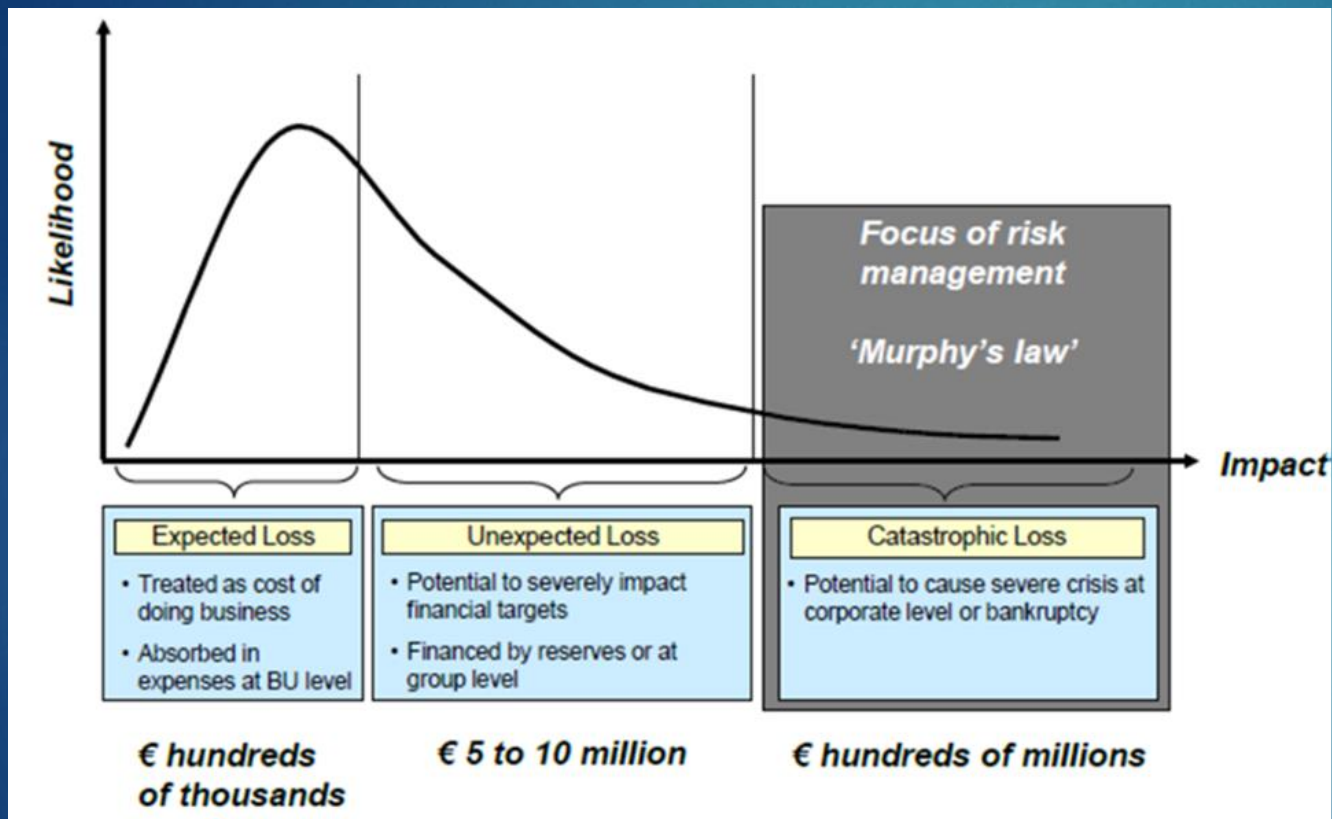 Likelihood
Focus of risk
management
‘Murphy’s law’
Impact
Expected Loss
• Treated as cost of
doing business
• Absorbed in
expenses at BU level
Unexpected Loss
• Potential to severely impact
financial targets
• Financed by reserves or at
group level
Catastrophic Loss
• Potential to cause severe crisis at
corporate level or bankruptcy
€ hundreds
of thousands
€ 5 to 10 million
€ hundreds of millions